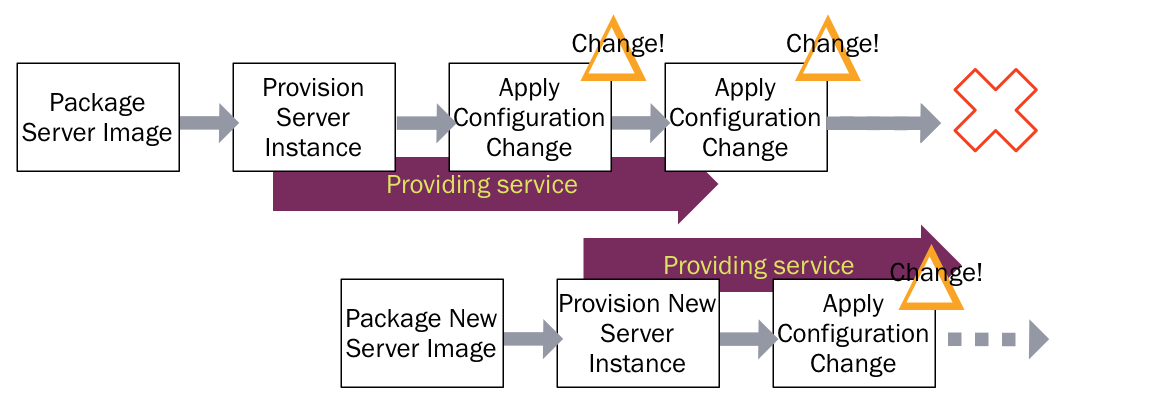 Change!
Change!
Package
Server Image
Provision
Server
Instance
Apply
Configuration
Change
Apply
Configuration
Change
Providing service
Providing service
Change!
Package New
Server Image
Provision New
Server
Instance
Apply
Configuration
Change